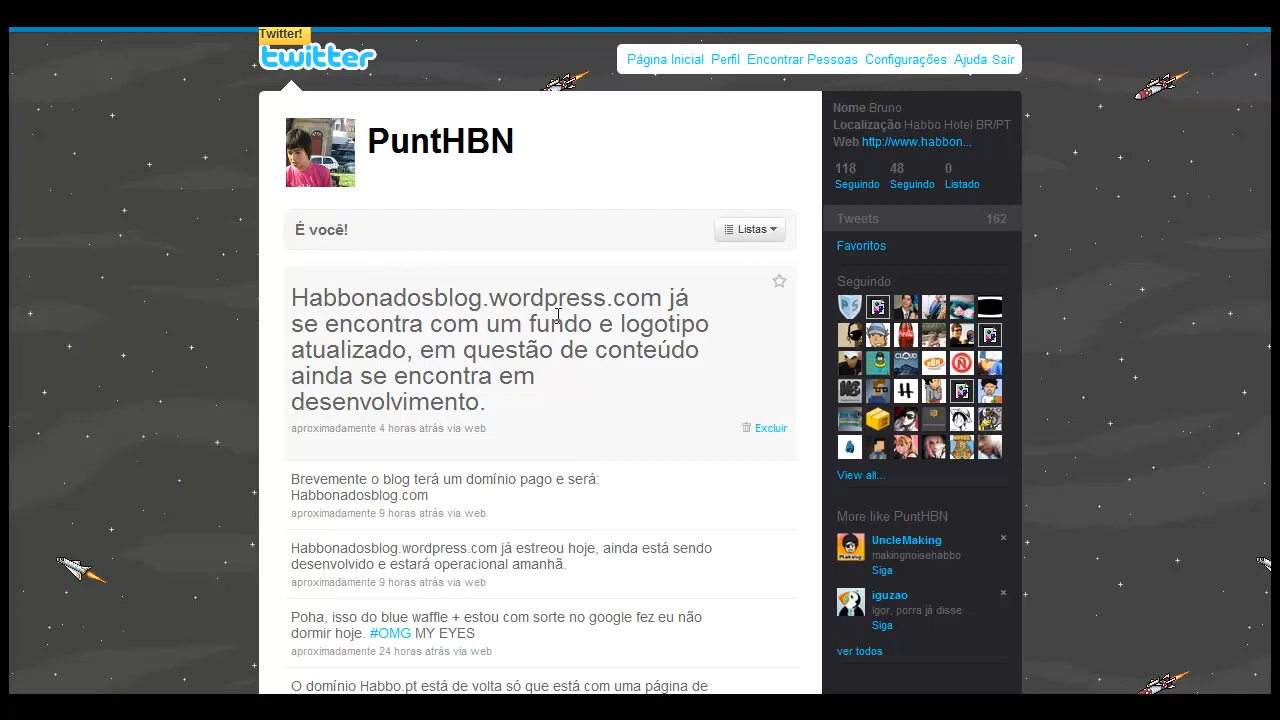 Twitter!
twitter
Página Inicial Perfil Encontrar Pessoas Configurações Ajuda Sair
PuntHBN
É você!
Listas
Habbonadosblog.wordpress.com já
se encontra com um fundo e logotipo
atualizado, em questão de conteúdo
ainda se encontra em
desenvolvimento.
aproximadamente 4 horas atrás via web
Excluir
Brevemente o blog terá um domínio pago e será:
Habbonadosblog.com
aproximadamente 9 horas atrás via web
Habbonadosblog.wordpress.com já estreou hoje, ainda está sendo
desenvolvido e estará operacional amanhã.
aproximadamente 9 horas atrás via web
Poha, isso do blue waffle + estou com sorte no google fez eu não
dormir hoje. #OMG MY EYES
aproximadamente 24 horas atrás via web
O domínio Habbo.pt está de volta só que está com uma página de
Nome Bruno
Localização Habbo Hotel BR/PT
Web http://www.habbon...
118 48 0
Seguindo Seguindo Listado
Tweets 162
Favoritos
Seguindo
View all...
More like PuntHBN
UncleMaking
makingnoisehabbo
Siga
iguzao
Igor, porra já disse
Siga
ver todos